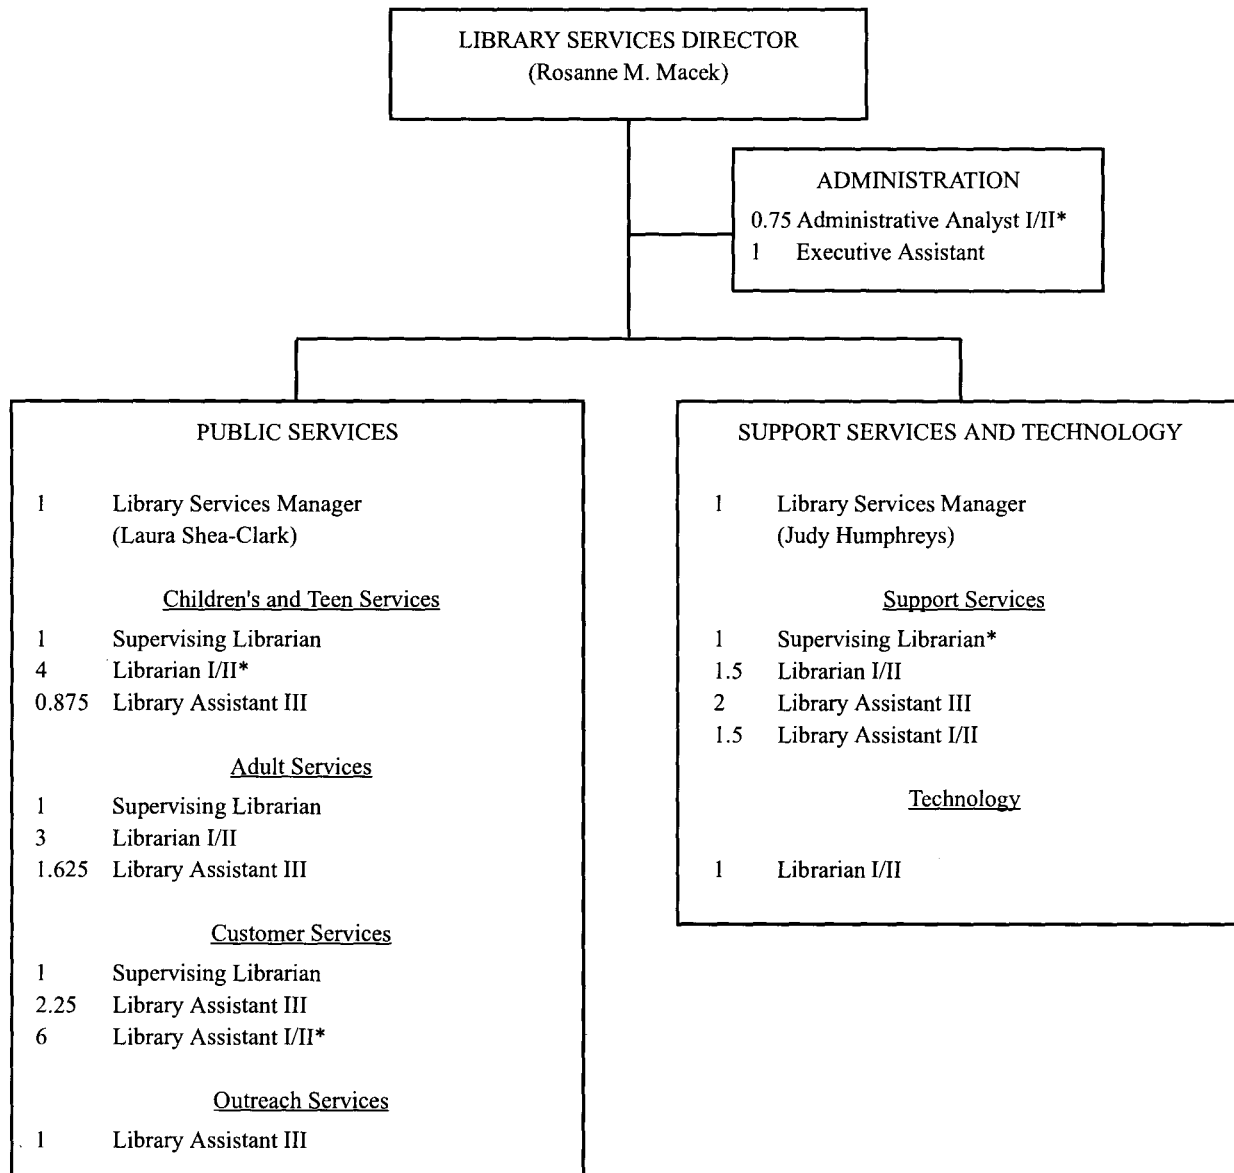 LIBRARY SERVICES DIRECTOR
(Rosanne M. Macek)
ADMINISTRATION
0.75 Administrative Analyst I/II*
1 Executive Assistant
PUBLIC SERVICES
1 Library Services Manager
(Laura Shea-Clark)
Children's and Teen Services
1 Supervising Librarian
4 Librarian I/II*
0.875 Library Assistant III
Adult Services
1 Supervising Librarian
3 Librarian I/II
1.625 Library Assistant III
Customer Services
1 Supervising Librarian
2.25 Library Assistant III
6 Library Assistant I/II*
Outreach Services
1 Library Assistant III
SUPPORT SERVICES AND TECHNOLOGY
1 Library Services Manager
(Judy Humphreys)
Support Services
1 Supervising Librarian*
1.5 Librarian I/II
2 Library Assistant III
1.5 Library Assistant I/II
Technology
1 Librarian I/II